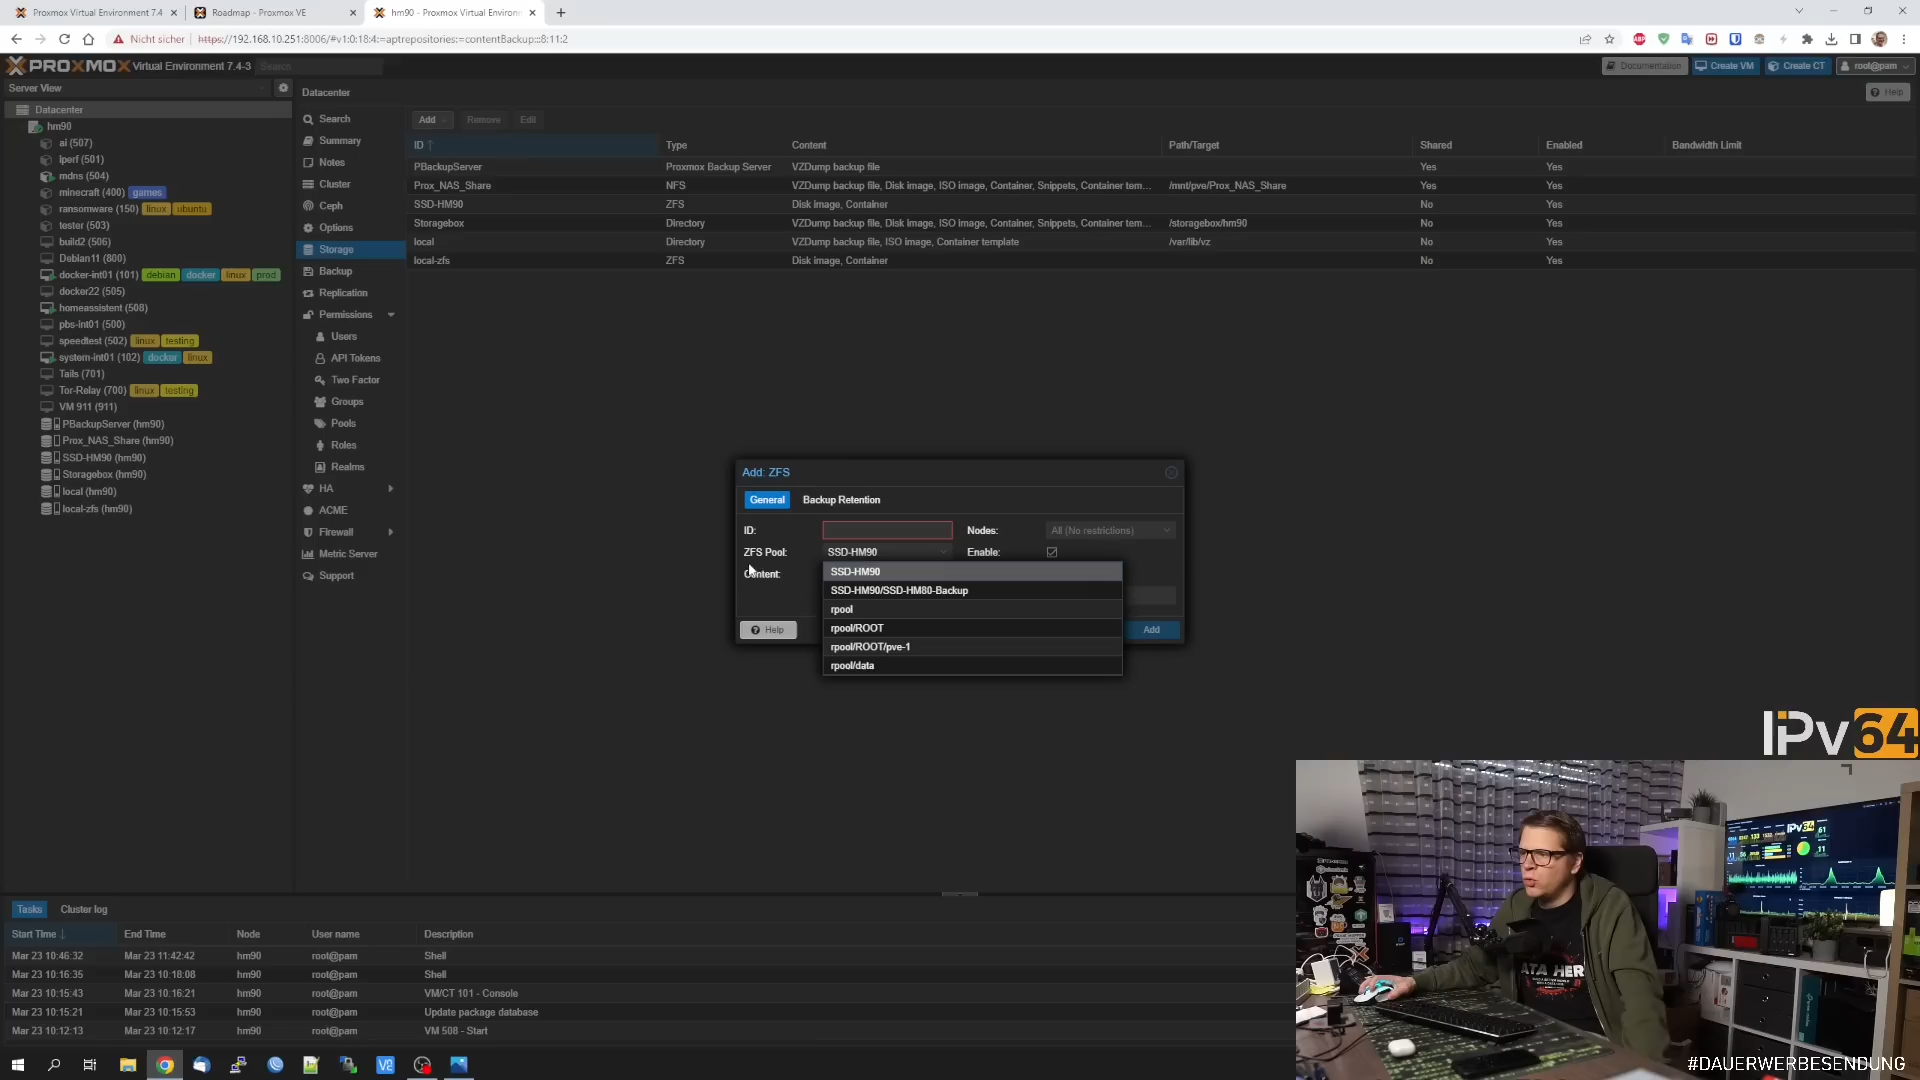 Proxmox Virtual Environment 7.4
Roadmap - Proxmox VE
hm90 - Proxmox Virtual Environ
Nicht sicher
https://192.168.10.251:8006/#v1:0:18:4:=aptrepositories:=contentBackup:::8:11:2
PROXMOX Virtual Environment 7.4-3
Search
Documentation
Create VM
Create CT
root@pam
Server View
Datacenter
Help
Datacenter
hm90
ai (507)
iperf (501)
mdns (504)
minecraft (400) games
ransomware (150) linux ubuntu
tester (503)
build2 (506)
Debian11 (800)
docker-int01 (101) debian docker linux prod
docker22 (505)
homeassistent (508)
pbs-int01 (500)
speedtest (502) linux testing
system-int01 (102) docker linux
Tails (701)
Tor-Relay (700) linux testing
VM 911 (911)
PBackupServer (hm90)
Prox_NAS_Share (hm90)
SSD-HM90 (hm90)
Storagebox (hm90)
local (hm90)
local-zfs (hm90)
Search
Summary
Notes
Cluster
Ceph
Options
Storage
Backup
Replication
Permissions
Users
API Tokens
Two Factor
Groups
Pools
Roles
Realms
HA
ACME
Firewall
Metric Server
Support
Add Remove Edit
ID Type Content Path/Target Shared Enabled Bandwidth Limit
PBackupServer Proxmox Backup Server VZDump backup file Yes Yes
Prox_NAS_Share NFS VZDump backup file, Disk image, ISO image, Container, Snippets, Container tem... /mnt/pve/Prox_NAS_Share Yes Yes
SSD-HM90 ZFS Disk image, Container No Yes
Storagebox Directory VZDump backup file, Disk image, ISO image, Container, Snippets, Container tem... /storagebox/hm90 No Yes
local Directory VZDump backup file, ISO image, Container template /var/lib/vz No Yes
local-zfs ZFS Disk image, Container No Yes
Add: ZFS
General Backup Retention
ID: Nodes: All (No restrictions)
ZFS Pool: SSD-HM90 Enable:
Content:
SSD-HM90
SSD-HM90/SSD-HM80-Backup
rpool
rpool/ROOT
rpool/ROOT/pve-1
rpool/data
Help Add
IPv64
Tasks Cluster log
Start Time End Time Node User name Description
Mar 23 10:46:32 Mar 23 11:42:42 hm90 root@pam Shell
Mar 23 10:16:35 Mar 23 10:18:08 hm90 root@pam Shell
Mar 23 10:15:43 Mar 23 10:16:21 hm90 root@pam VM/CT 101 - Console
Mar 23 10:15:21 Mar 23 10:15:53 hm90 root@pam Update package database
Mar 23 10:12:13 Mar 23 10:12:17 hm90 root@pam VM 508 - Start
IPv64
ATA HER
#DAUERWERBESENDUNG